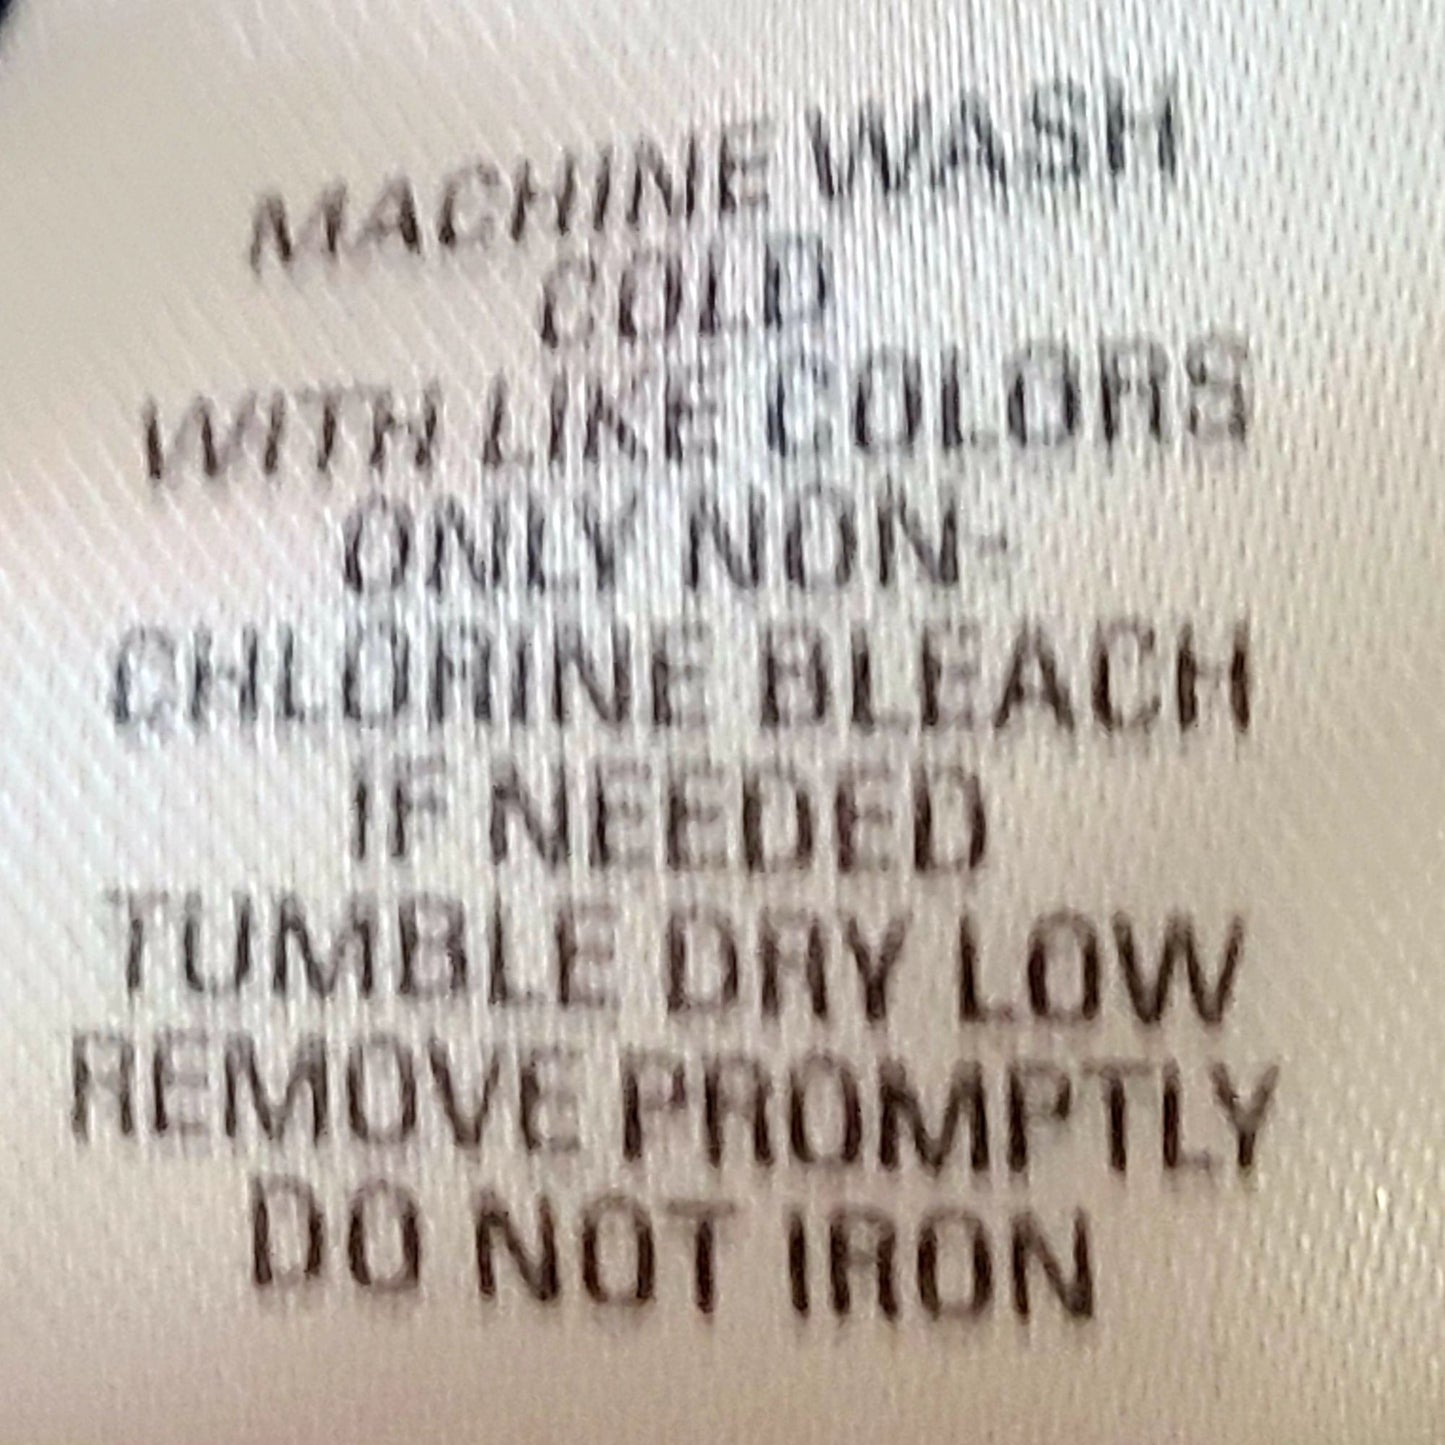 MACHINE WASH
COLD
WITH LIKE COLORS
ONLY NON-
CHLORINE BLEACH
IF NEEDED
TUMBLE DRY LOW
REMOVE PROMPTLY
DO NOT IRON